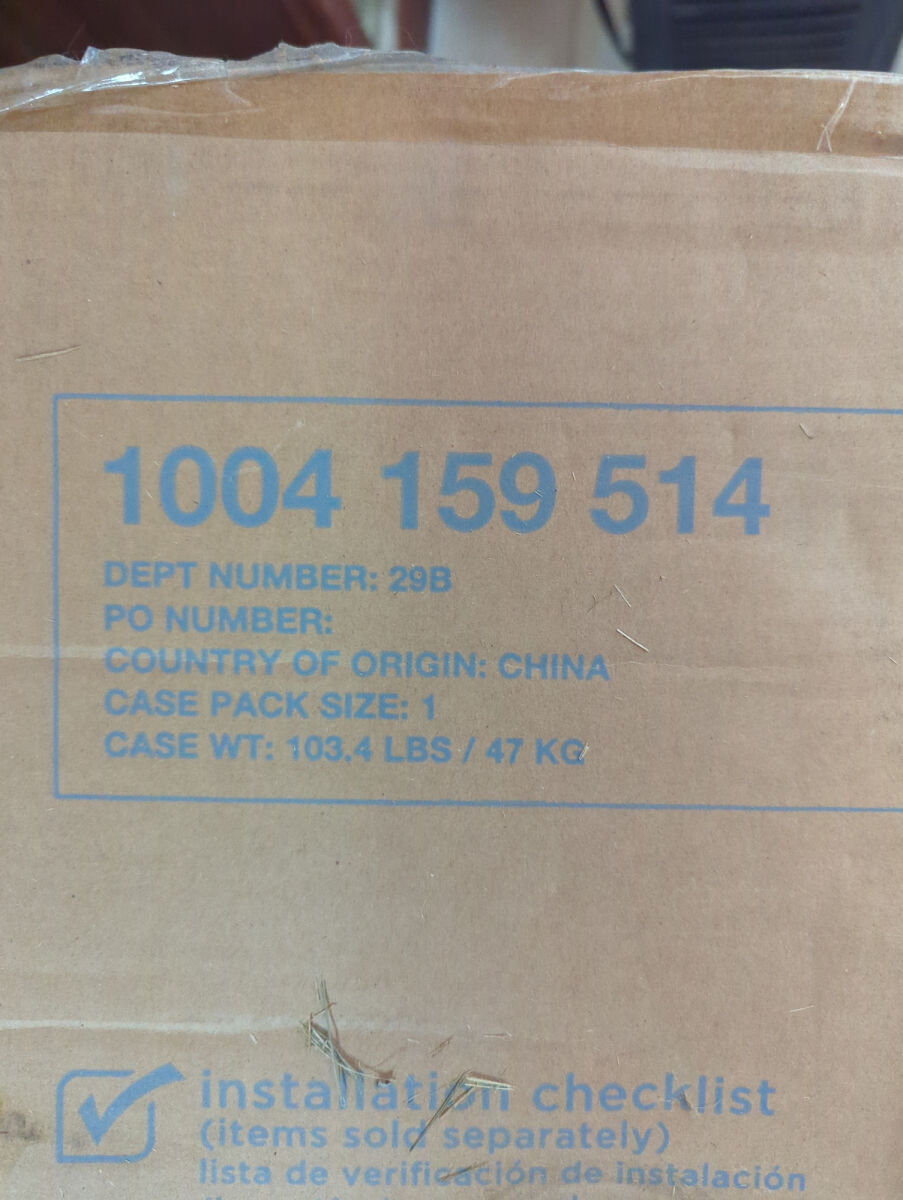 1004 159 514
DEPT NUMBER: 29B
PO NUMBER:
COUNTRY OF ORIGIN: CHINA
CASE PACK SIZE: 1
CASE WT: 103.4 LBS / 47 KG
installation checklist
(items sold separately)
lista de verificación de instalación